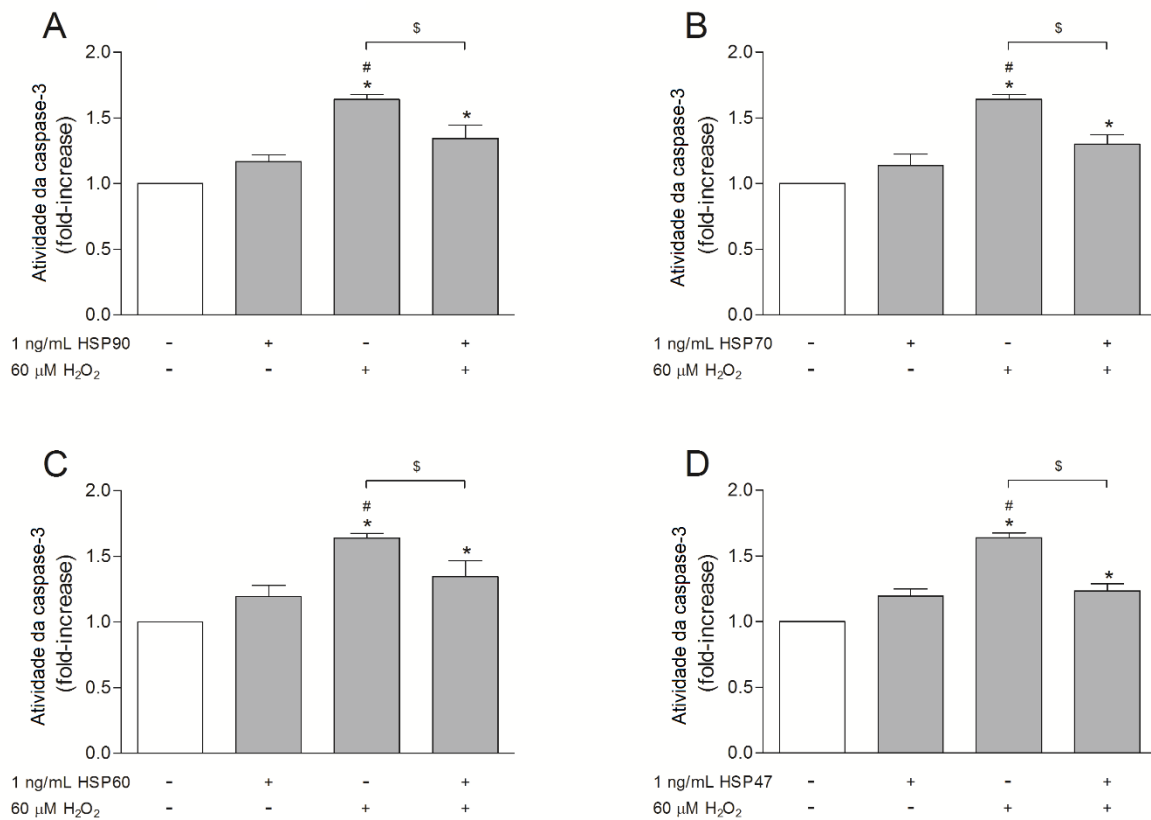 A
$
2.0
#
*
*
1.5
1.0
0.5
0.0
Atividade da caspase-3
(fold-increase)
1 ng/mL HSP90 - + - +
60 μM H₂O₂ - - + +
B
$
2.0
#
*
*
1.5
1.0
0.5
0.0
Atividade da caspase-3
(fold-increase)
1 ng/mL HSP70 - + - +
60 μM H₂O₂ - - + +
C
$
2.0
#
*
*
1.5
1.0
0.5
0.0
Atividade da caspase-3
(fold-increase)
1 ng/mL HSP60 - + - +
60 μM H₂O₂ - - + +
D
$
2.0
#
*
*
1.5
1.0
0.5
0.0
Atividade da caspase-3
(fold-increase)
1 ng/mL HSP47 - + - +
60 μM H₂O₂ - - + +